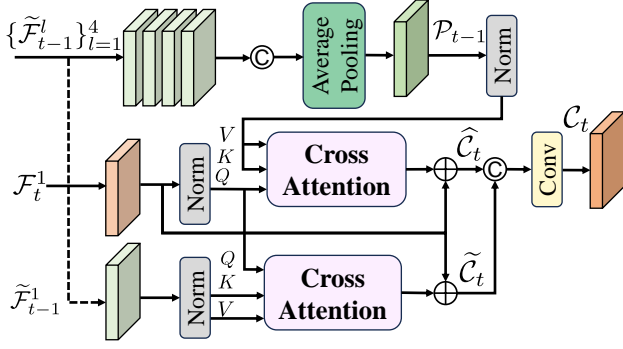 {F̃^l_{t-1}}^4_{l=1}
©
Average
Pooling
P_{t-1}
Norm
F^1_t
Norm
V
K
Q
Cross
Attention
Ĉ_t
©
Conv
C_t
F̃^1_{t-1}
Norm
Q
K
V
Cross
Attention
C̃_t